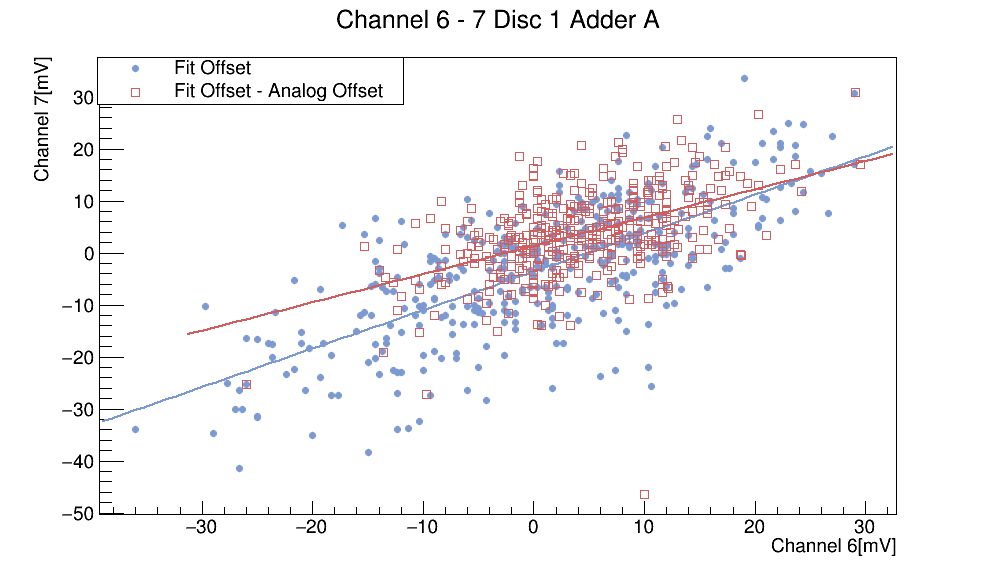 Channel 6 - 7 Disc 1 Adder A
Channel 7[mV]
Fit Offset
Fit Offset - Analog Offset
30
20
10
0
−10
−20
−30
−40
−50
−30 −20 −10 0 10 20 30
Channel 6[mV]